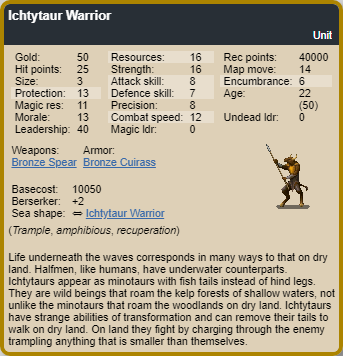 Ichtytaur Warrior
Unit
Gold: 50 Resources: 16 Rec points: 40000
Hit points: 25 Strength: 16 Map move: 14
Size: 3 Attack skill: 8 Encumbrance: 6
Protection: 13 Defence skill: 7 Age: 22
Magic res: 11 Precision: 8 (50)
Morale: 13 Combat speed: 12 Undead ldr: 0
Leadership: 40 Magic ldr: 0
Weapons: Armor:
Bronze Spear Bronze Cuirass
Basecost: 10050
Berserker: +2
Sea shape: ⇔ Ichtytaur Warrior
(Trample, amphibious, recuperation)
Life underneath the waves corresponds in many ways to that on dry
land. Halfmen, like humans, have underwater counterparts.
Ichtytaurs appear as minotaurs with fish tails instead of hind legs.
They are wild beings that roam the kelp forests of shallow waters, not
unlike the minotaurs that roam the woodlands on dry land. Ichtytaurs
have strange abilities of transformation and can remove their tails to
walk on dry land. On land they fight by charging through the enemy
trampling anything that is smaller than themselves.